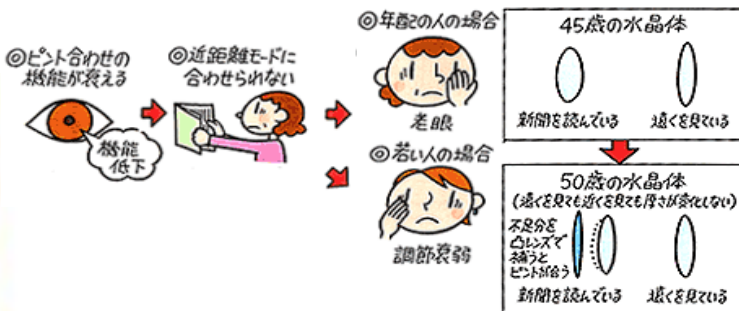 ◎ピント合わせの
機能が衰える
機能
低下
◎近距離モードに
合わせられない
◎年配の人の場合
老眼
◎若い人の場合
調節衰弱
45歳の水晶体
新聞を読んでいる
遠くを見ている
50歳の水晶体
(遠くを見ても近くを見ても厚さが変化しない)
不足分を
凸レンズで
補うと
ピントが合う
新聞を読んでいる
遠くを見ている